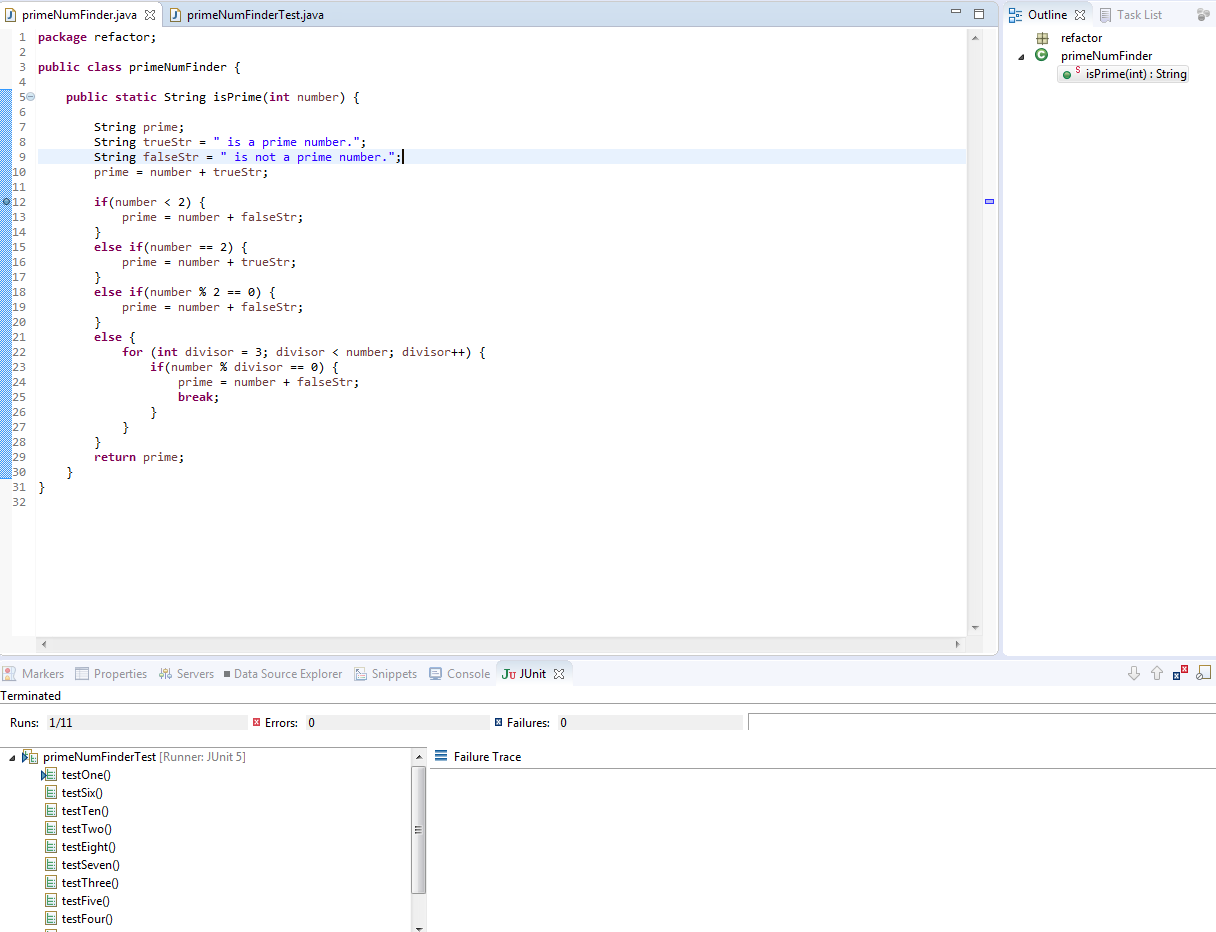 primeNumFinder.java primeNumFinderTest.java
1 package refactor;
2
3 public class primeNumFinder {
4
5 public static String isPrime(int number) {
6
7 String prime;
8 String trueStr = " is a prime number.";
9 String falseStr = " is not a prime number.";
10 prime = number + trueStr;
11
12 if(number < 2) {
13 prime = number + falseStr;
14 }
15 else if(number == 2) {
16 prime = number + trueStr;
17 }
18 else if(number % 2 == 0) {
19 prime = number + falseStr;
20 }
21 else {
22 for (int divisor = 3; divisor < number; divisor++) {
23 if(number % divisor == 0) {
24 prime = number + falseStr;
25 break;
26 }
27 }
28 }
29 return prime;
30 }
31 }
32
Outline Task List
refactor
primeNumFinder
isPrime(int) : String
Markers Properties Servers Data Source Explorer Snippets Console JUnit
Terminated
Runs: 1/11 Errors: 0 Failures: 0
primeNumFinderTest [Runner: JUnit 5]
testOne()
testSix()
testTen()
testTwo()
testEight()
testSeven()
testThree()
testFive()
testFour()
Failure Trace